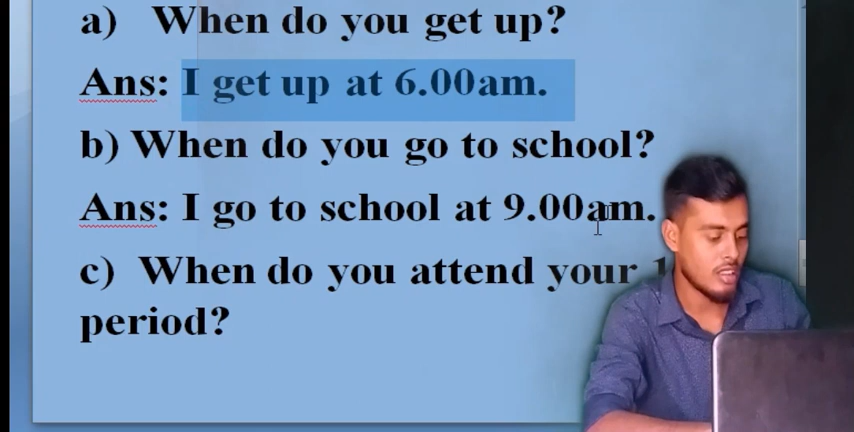 a) When do you get up?
Ans: I get up at 6.00am.
b) When do you go to school?
Ans: I go to school at 9.00am.
c) When do you attend your
period?